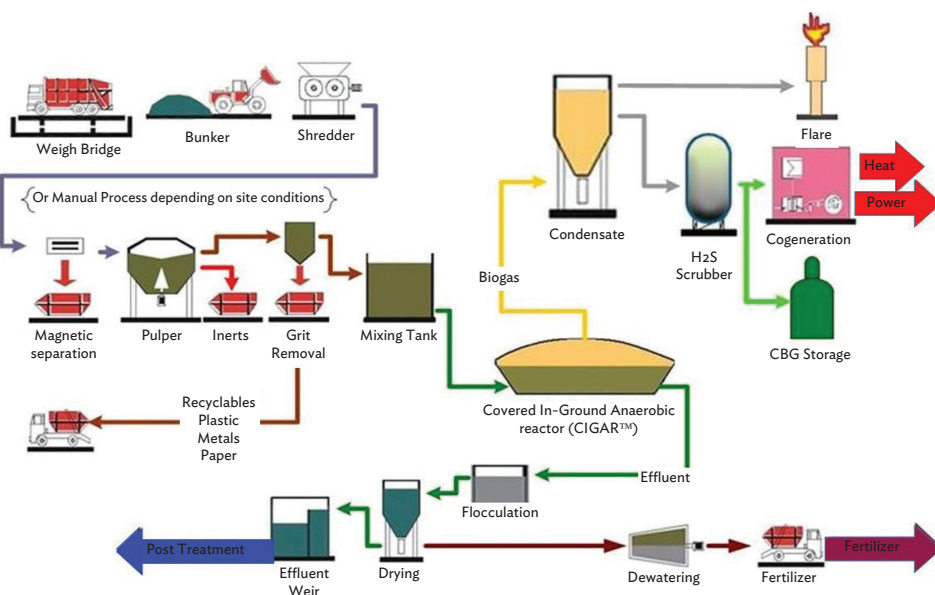 Weigh Bridge
Bunker
Shredder
Flare
Heat
Power
(Or Manual Process depending on site conditions)
Condensate
H2S
Scrubber
Cogeneration
Biogas
Magnetic
separation
Pulper
Inerts
Grit
Removal
Mixing Tank
CBG Storage
Covered In-Ground Anaerobic
reactor (CIGAR™)
Recyclables
Plastic
Metals
Paper
Effluent
Flocculation
Post Treatment
Effluent
Weir
Drying
Dewatering
Fertilizer
Fertilizer